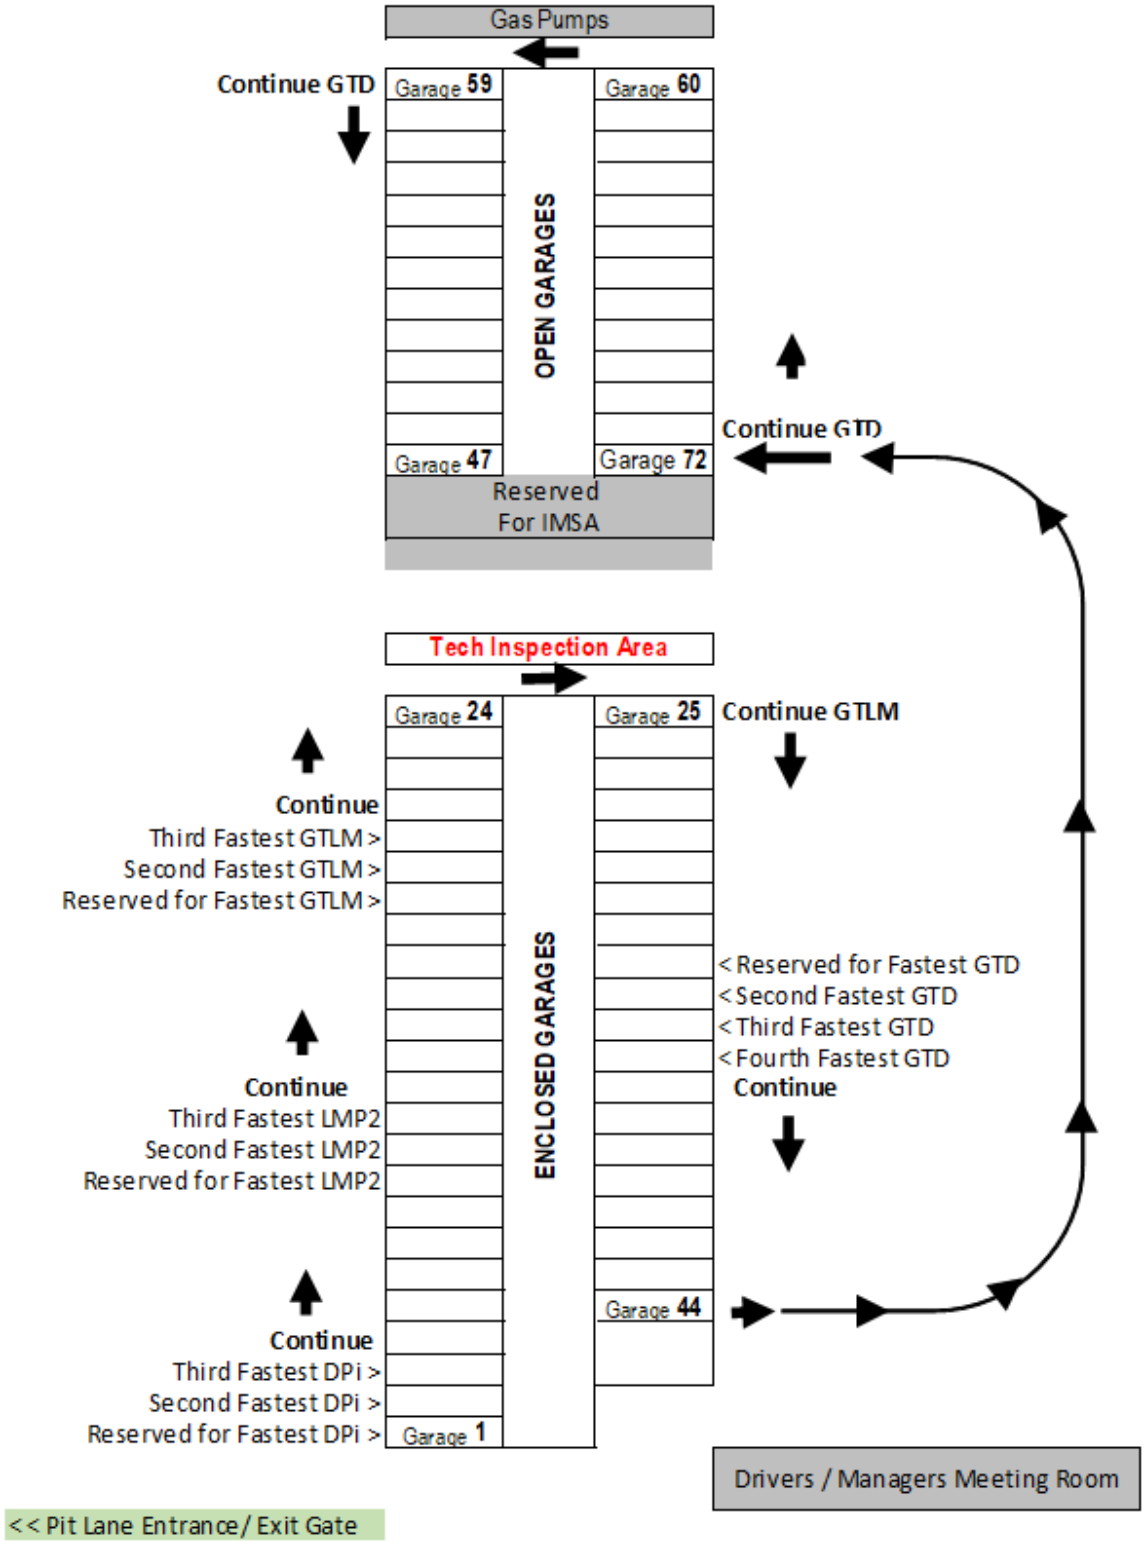 Gas Pumps
Continue GTD
Garage 59
Garage 60
OPEN GARAGES
Continue GTD
Garage 47
Garage 72
Reserved
For IMSA
Tech Inspection Area
Garage 24
Garage 25
Continue GTLM
Continue
Third Fastest GTLM >
Second Fastest GTLM >
Reserved for Fastest GTLM >
ENCLOSED GARAGES
< Reserved for Fastest GTD
< Second Fastest GTD
< Third Fastest GTD
< Fourth Fastest GTD
Continue
Continue
Third Fastest LMP2
Second Fastest LMP2
Reserved for Fastest LMP2
Garage 44
Continue
Third Fastest DPi >
Second Fastest DPi >
Reserved for Fastest DPi >
Garage 1
Drivers / Managers Meeting Room
<< Pit Lane Entrance/ Exit Gate